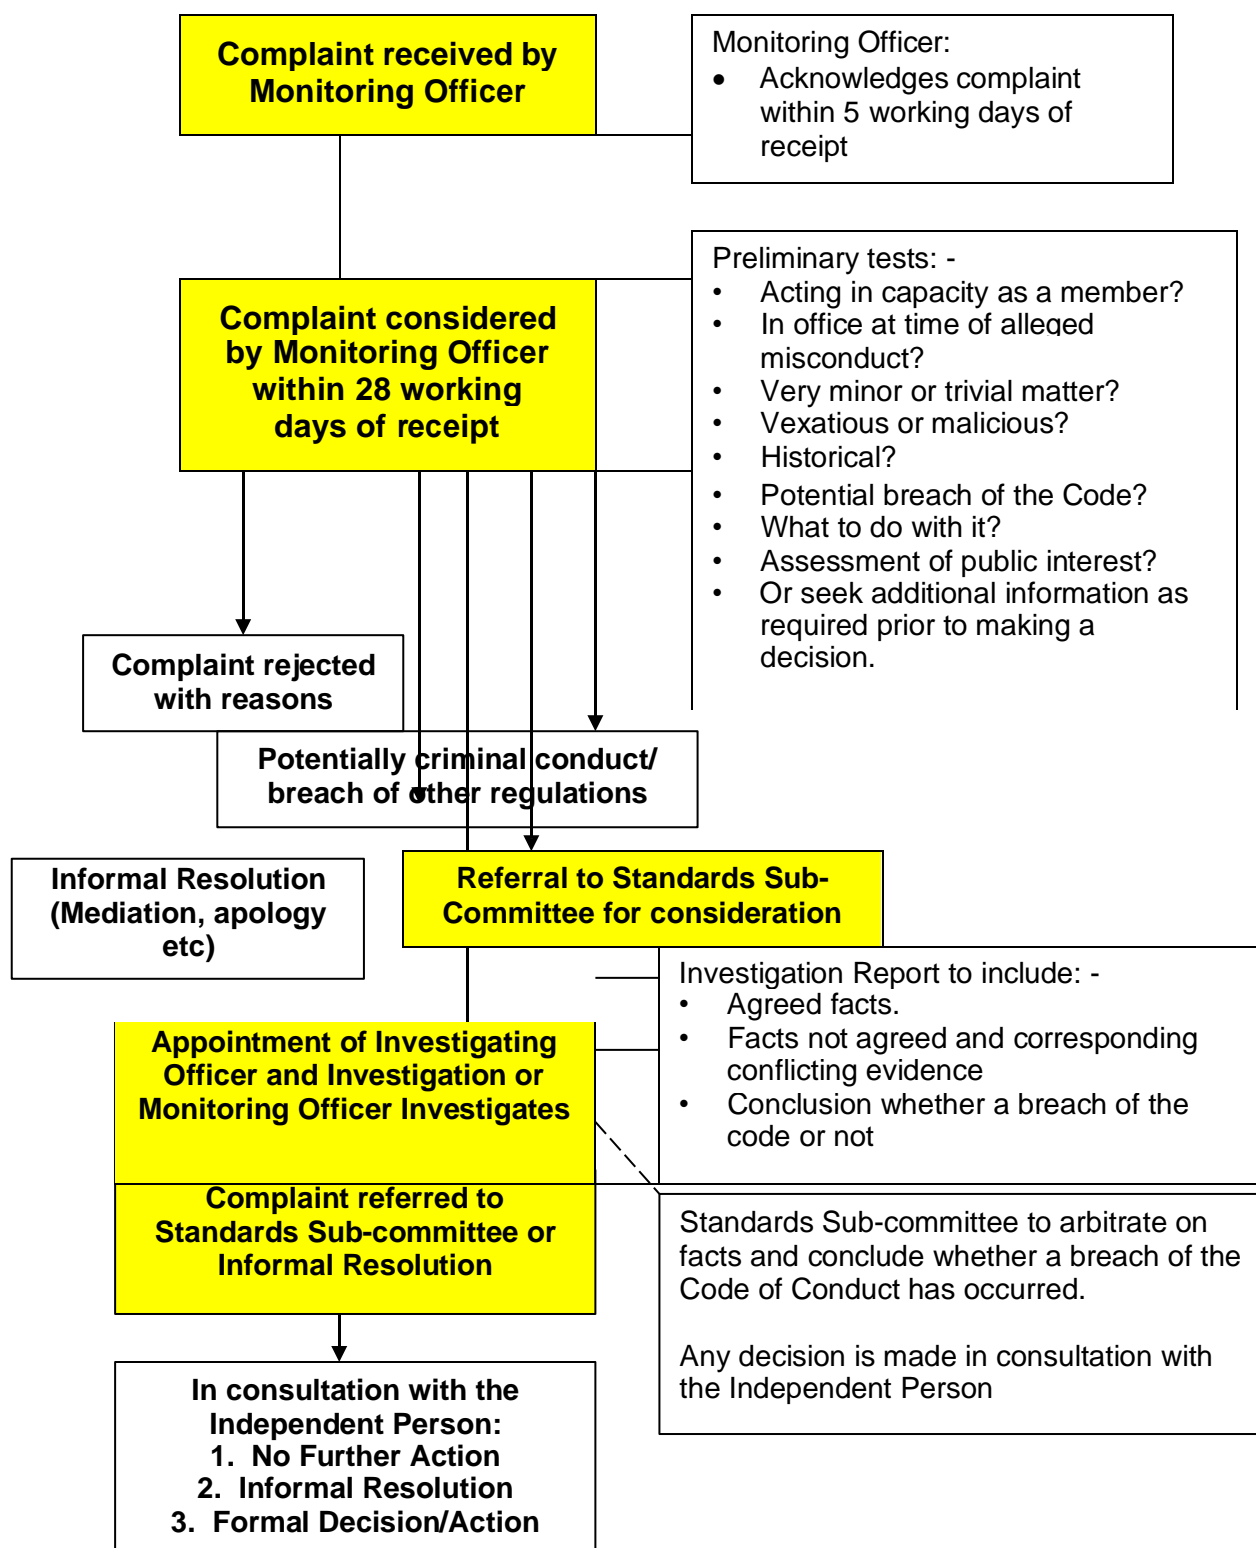 Complaint received by
Monitoring Officer
Monitoring Officer:
• Acknowledges complaint
within 5 working days of
receipt
Complaint considered
by Monitoring Officer
within 28 working
days of receipt
Preliminary tests: -
• Acting in capacity as a member?
• In office at time of alleged
misconduct?
• Very minor or trivial matter?
• Vexatious or malicious?
• Historical?
• Potential breach of the Code?
• What to do with it?
• Assessment of public interest?
• Or seek additional information as
required prior to making a
decision.
Complaint rejected
with reasons
Potentially criminal conduct/
breach of other regulations
Informal Resolution
(Mediation, apology
etc)
Referral to Standards Sub-
Committee for consideration
Investigation Report to include: -
• Agreed facts.
• Facts not agreed and corresponding
conflicting evidence
• Conclusion whether a breach of the
code or not
Appointment of Investigating
Officer and Investigation or
Monitoring Officer Investigates
Complaint referred to
Standards Sub-committee or
Informal Resolution
Standards Sub-committee to arbitrate on
facts and conclude whether a breach of the
Code of Conduct has occurred.
Any decision is made in consultation with
the Independent Person
In consultation with the
Independent Person:
1. No Further Action
2. Informal Resolution
3. Formal Decision/Action